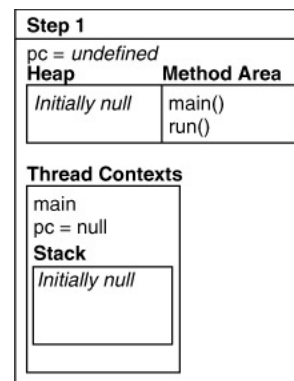 Step 1
pc = undefined
Heap Method Area
Initially null main()
run()
Thread Contexts
main
pc = null
Stack
Initially null